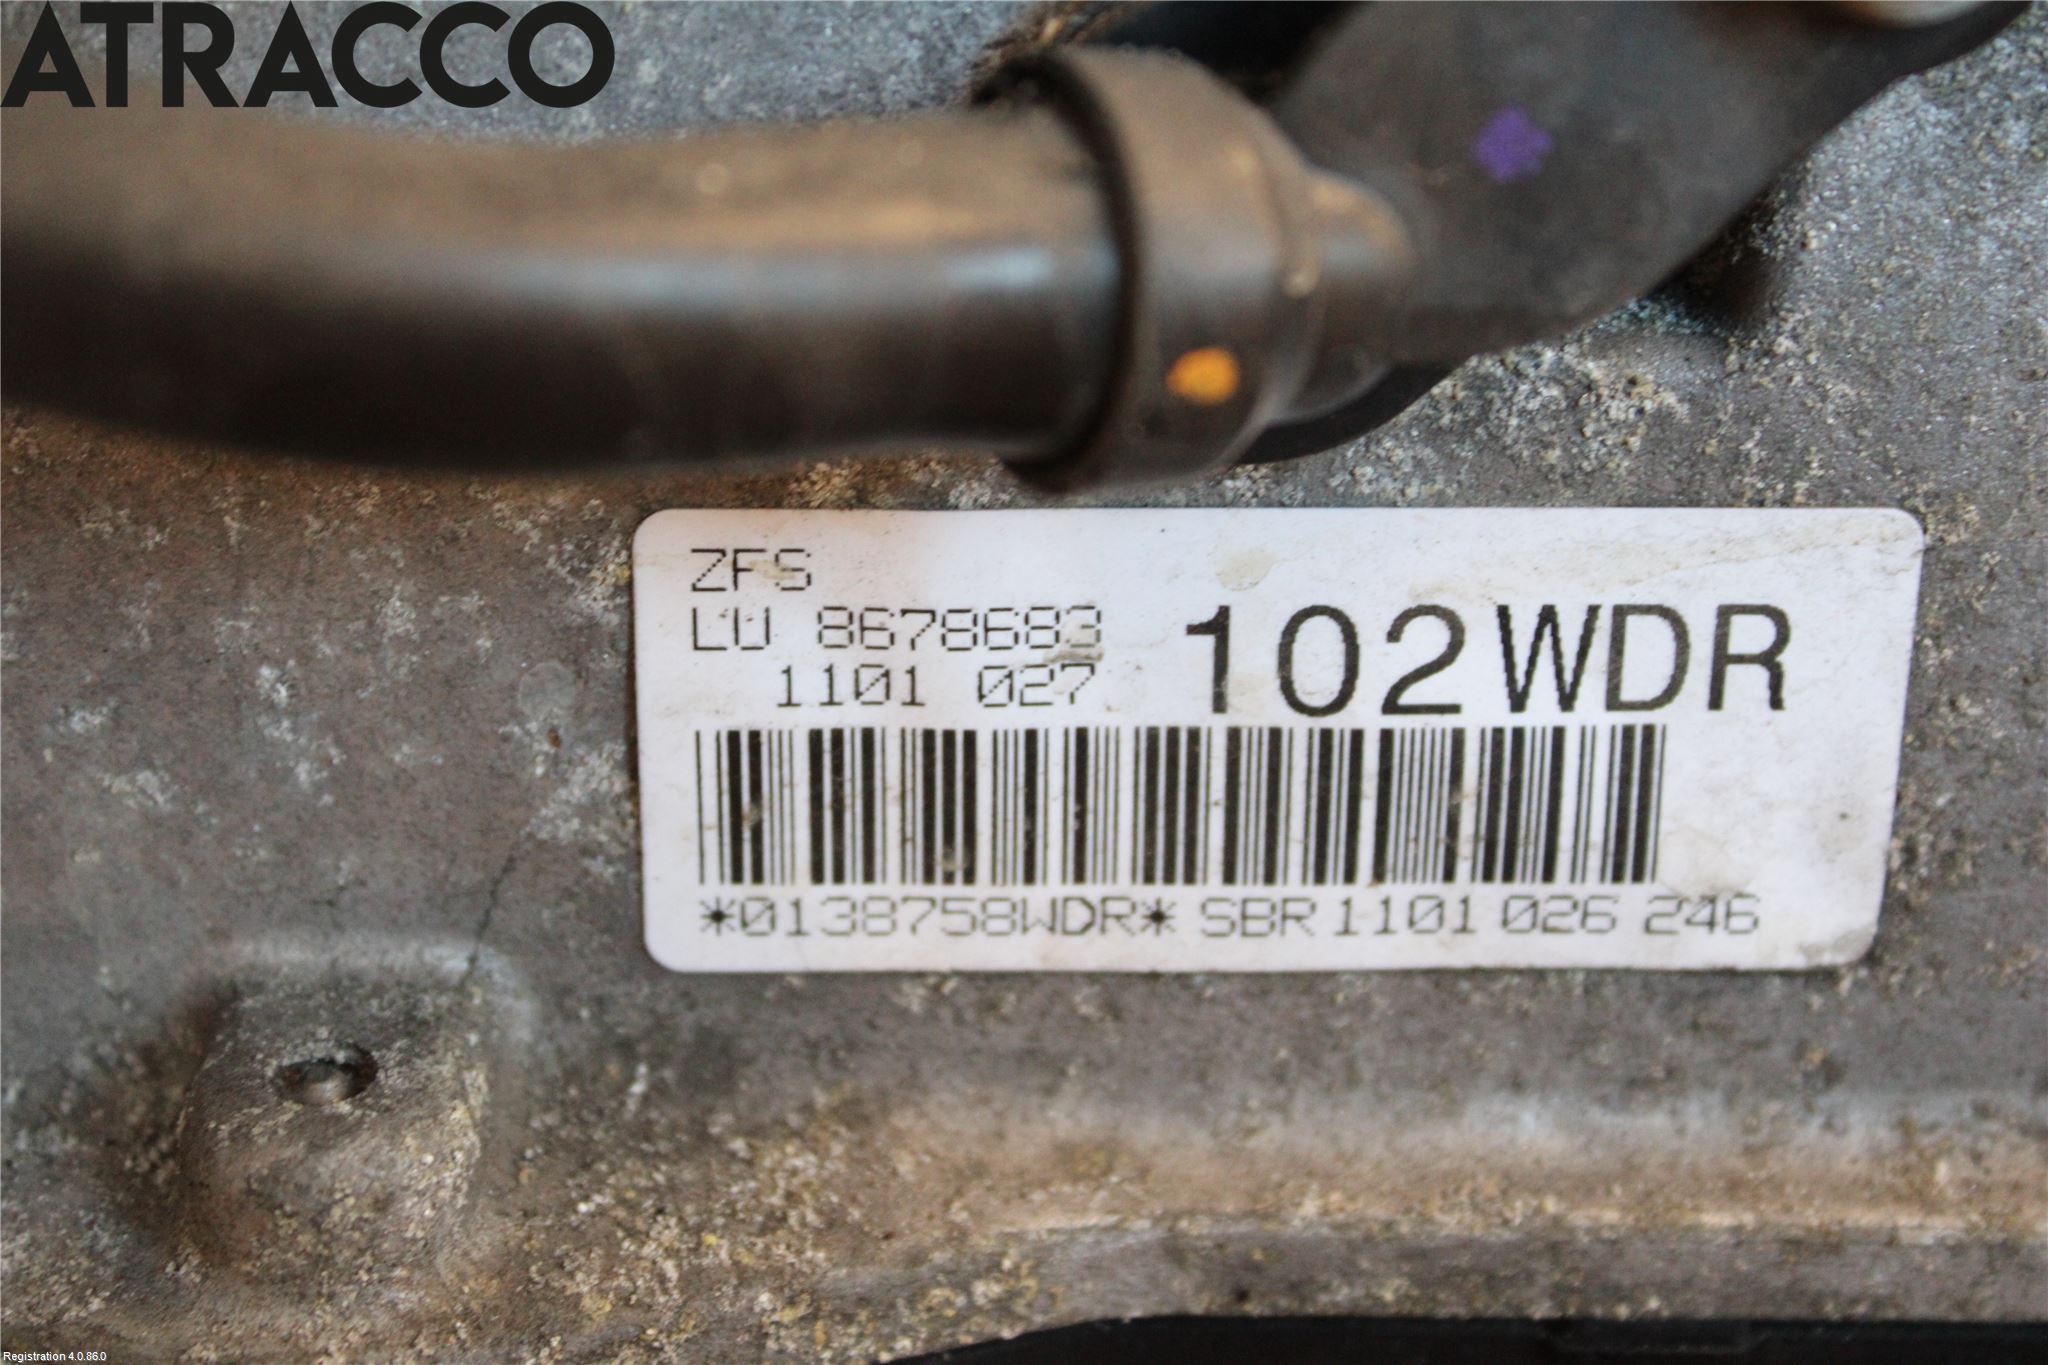 ATRACCO
ZFS
LU 8678683
1101 027
102WDR
*0138758WDR* SBR 1101 026 246
Registration 4.0.86.0